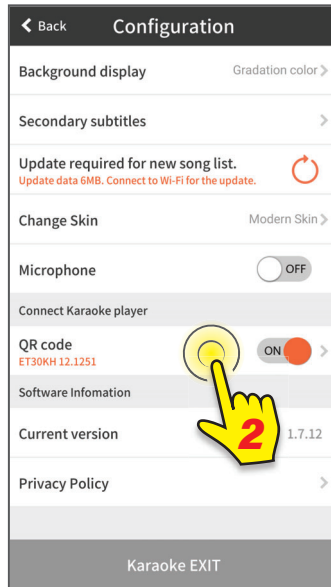 Back Configuration
Background display Gradation color >
Secondary subtitles >
Update required for new song list.
Update data 6MB. Connect to Wi-Fi for the update.
Change Skin Modern Skin >
Microphone OFF
Connect Karaoke player
QR code ON >
ET30KH 12.1251
Software Infomation
2
Current version 1.7.12
Privacy Policy >
Karaoke EXIT